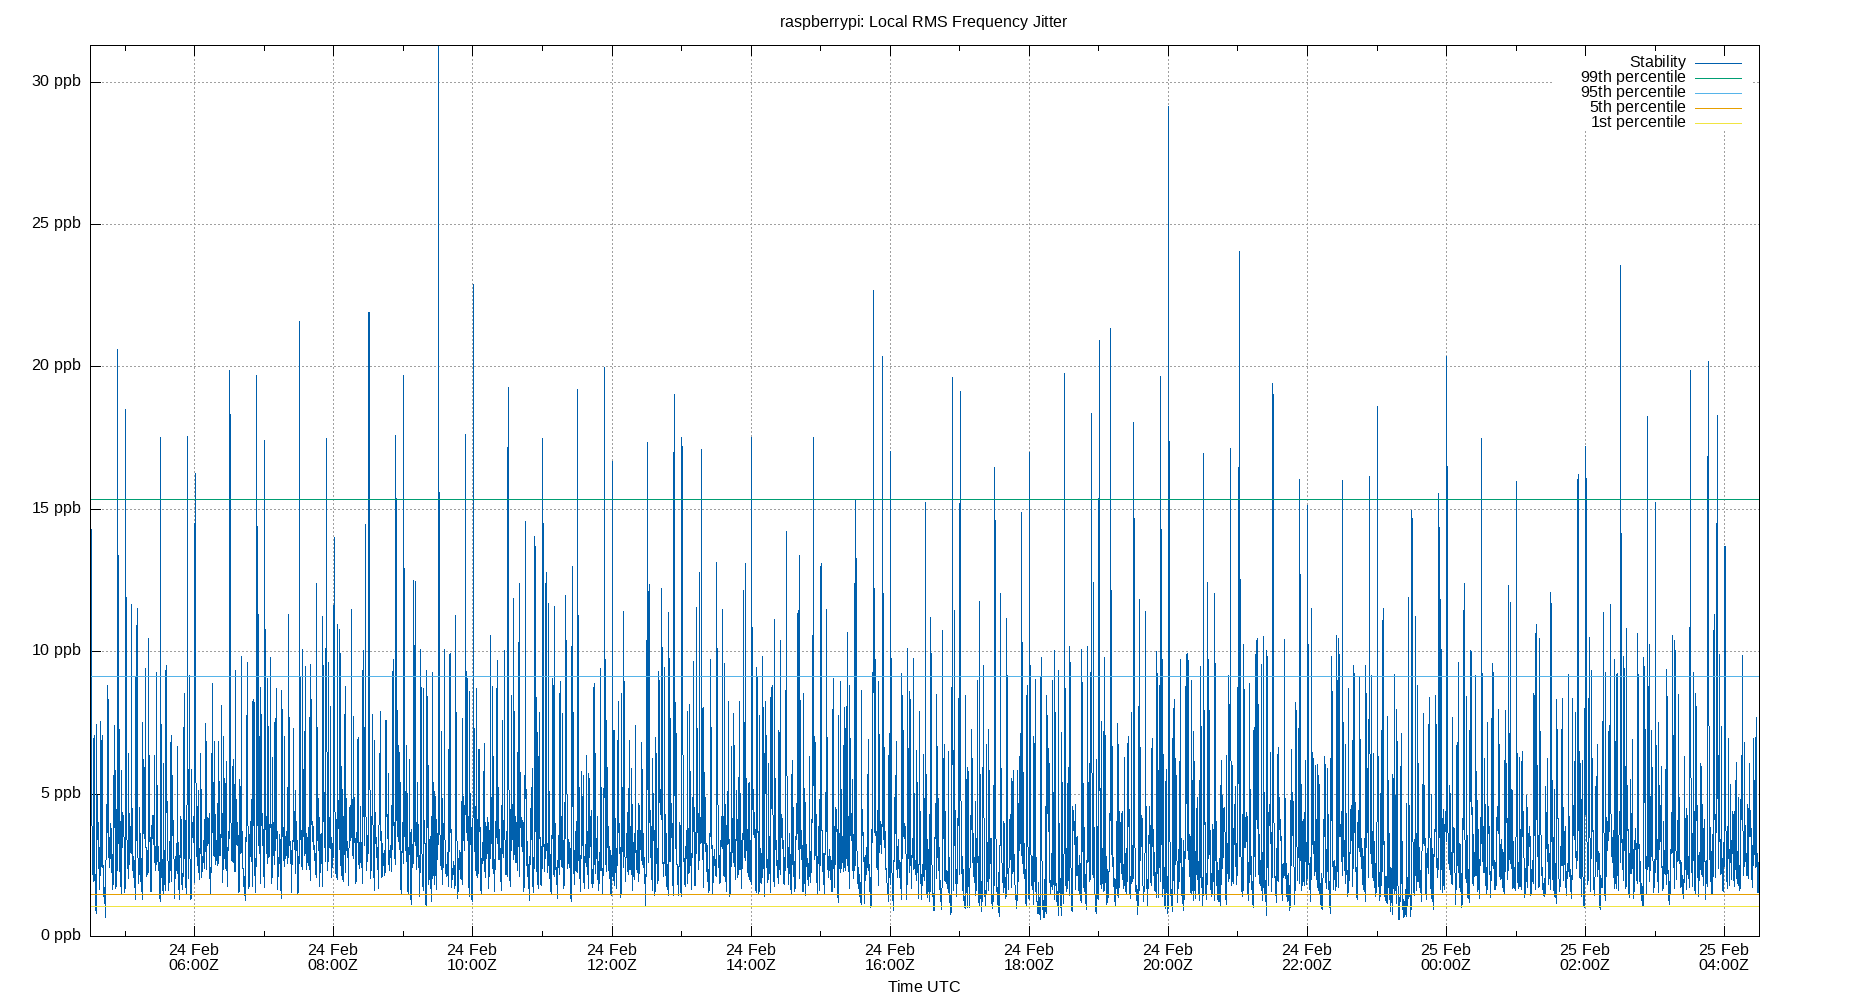 raspberrypi: Local RMS Frequency Jitter
30 ppb
25 ppb
20 ppb
15 ppb
10 ppb
5 ppb
0 ppb
Stability
99th percentile
95th percentile
5th percentile
1st percentile
24 Feb
06:00Z
24 Feb
08:00Z
24 Feb
10:00Z
24 Feb
12:00Z
24 Feb
14:00Z
24 Feb
16:00Z
24 Feb
18:00Z
24 Feb
20:00Z
24 Feb
22:00Z
25 Feb
00:00Z
25 Feb
02:00Z
25 Feb
04:00Z
Time UTC